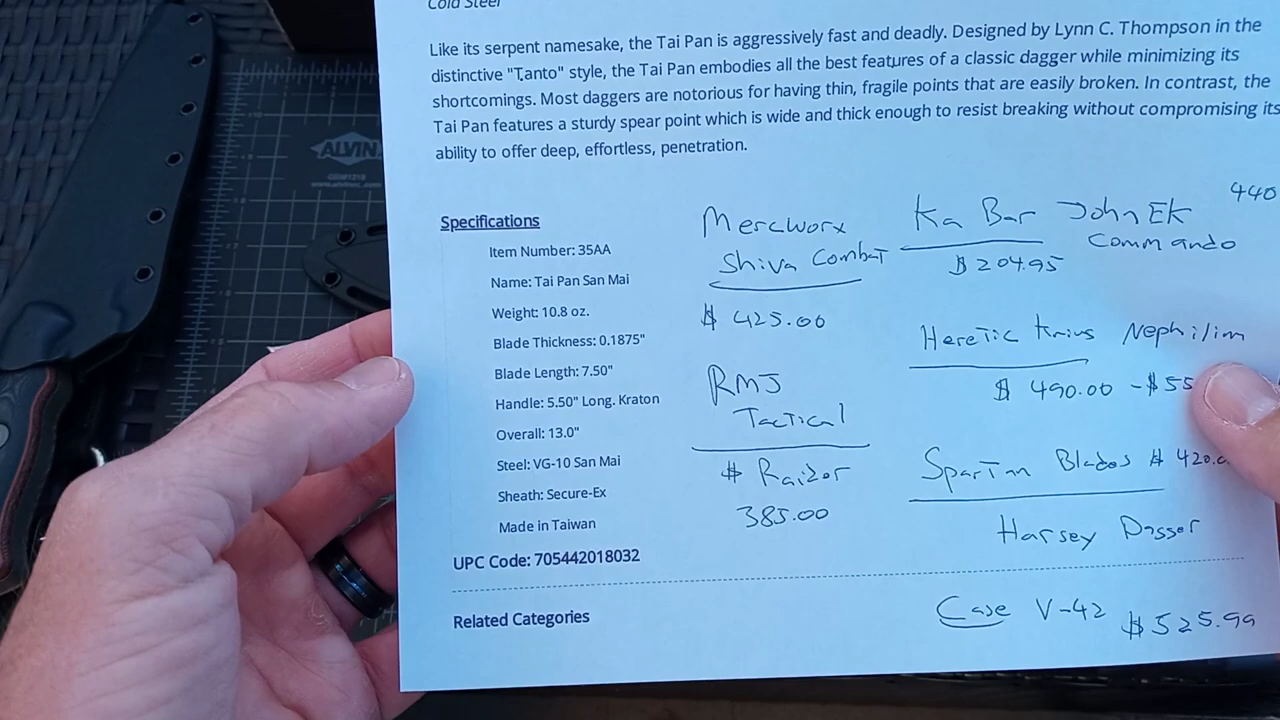 Cold Steel
Like its serpent namesake, the Tai Pan is aggressively fast and deadly. Designed by Lynn C. Thompson in the
distinctive "Tanto" style, the Tai Pan embodies all the best features of a classic dagger while minimizing its
shortcomings. Most daggers are notorious for having thin, fragile points that are easily broken. In contrast, the
Tai Pan features a sturdy spear point which is wide and thick enough to resist breaking without compromising its
ability to offer deep, effortless, penetration.
ALVIN
Specifications
Item Number: 35AA
Name: Tai Pan San Mai
Weight: 10.8 oz.
Blade Thickness: 0.1875"
Blade Length: 7.50"
Handle: 5.50" Long. Kraton
Overall: 13.0"
Steel: VG-10 San Mai
Sheath: Secure-Ex
Made in Taiwan
UPC Code: 705442018032
Related Categories
Mercworx
Shiva Combat
$ 425.00
RMJ
Tactical
$ Raizor
385.00
Ka Bar John EK 440
Commando
$ 204.95
Heretic Knives Nephilim
$ 490.00 - $55
Spartan Blades $ 420.0
Harsey Dagger
Case V-42 $525.99